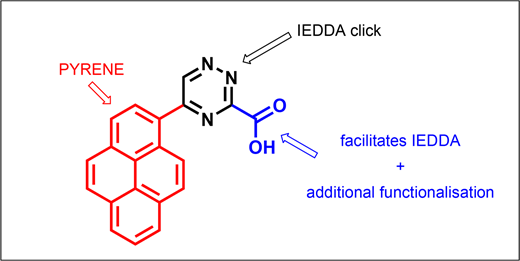 IEDDA click
PYRENE
N
N
N
O
OH
facilitates IEDDA
+
additional functionalisation